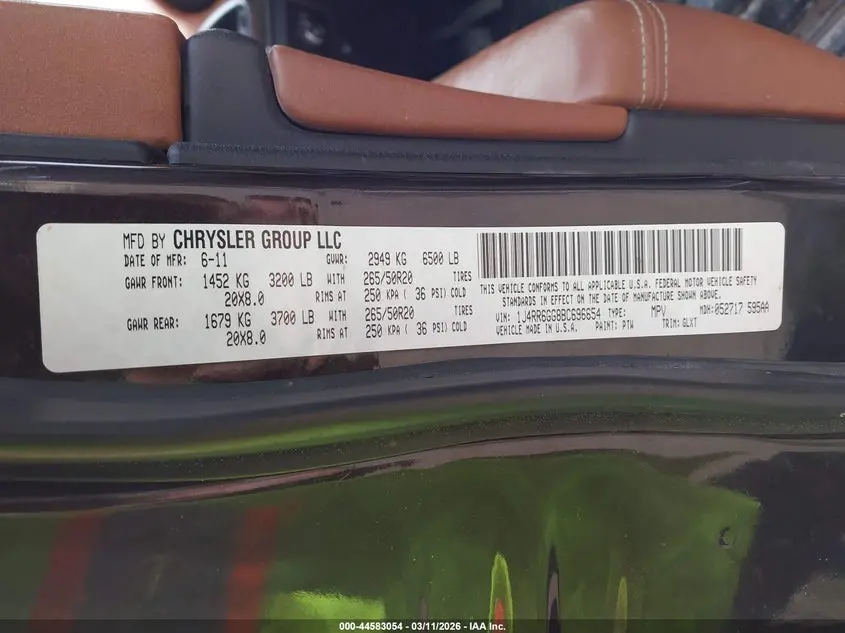 MFD BY CHRYSLER GROUP LLC
DATE OF MFR: 6-11 GVWR: 2949 KG 6500 LB
GAWR FRONT: 1452 KG 3200 LB WITH 265/50R20 TIRES
20X8.0 RIMS AT 250 KPA ( 36 PSI) COLD
GAWR REAR: 1679 KG 3700 LB WITH 265/50R20 TIRES
20X8.0 RIMS AT 250 KPA ( 36 PSI) COLD
THIS VEHICLE CONFORMS TO ALL APPLICABLE U.S.A. FEDERAL MOTOR VEHICLE SAFETY
STANDARDS IN EFFECT ON THE DATE OF MANUFACTURE SHOWN ABOVE.
VIN: 1J4RR6GG8BC696654 TYPE: MPV MDH: 052717 595AA
VEHICLE MADE IN U.S.A. PAINT: PTW TRIM: GLXT
000-44583054 - 03/11/2026 - IAA Inc.